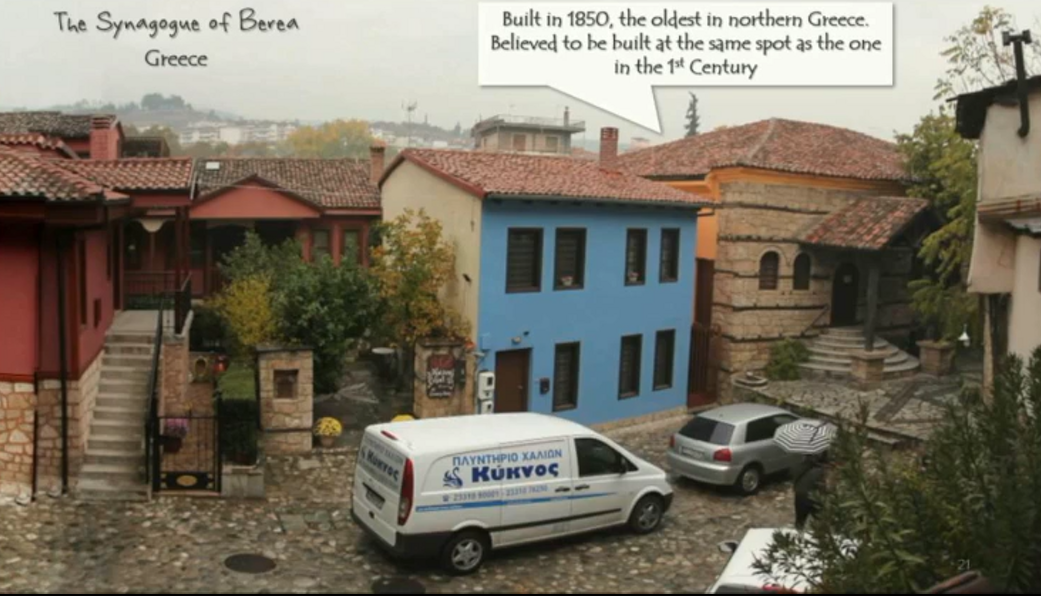 The Synagogue of Berea
Greece
Built in 1850, the oldest in northern Greece.
Believed to be built at the same spot as the one
in the 1st Century
ΠΛΥΝΤΗΡΙΟ ΧΑΛΙΩΝ
Κύκνος
Κύκνος
21